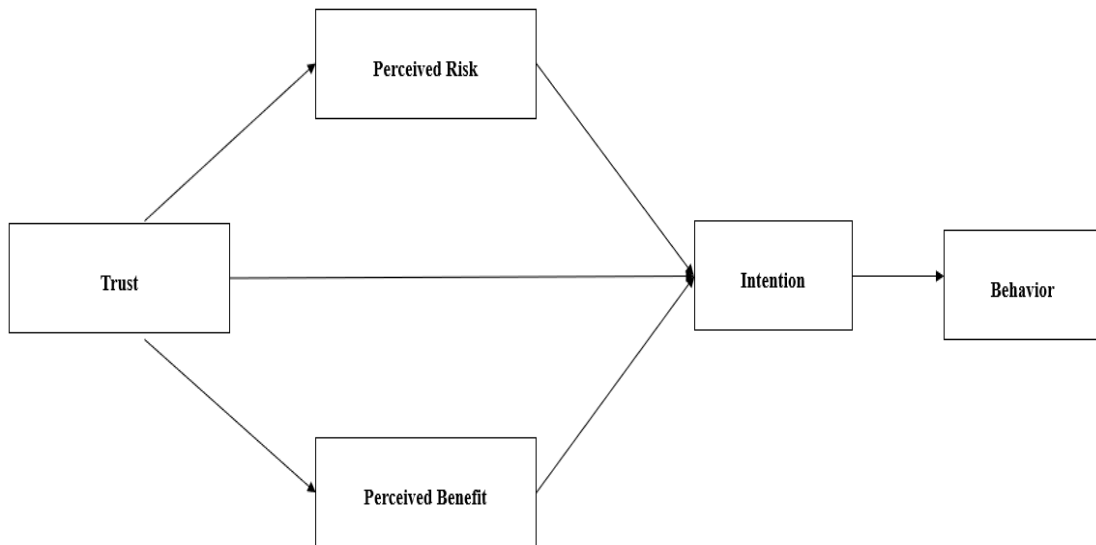 Perceived Risk
Trust
Intention
Behavior
Perceived Benefit